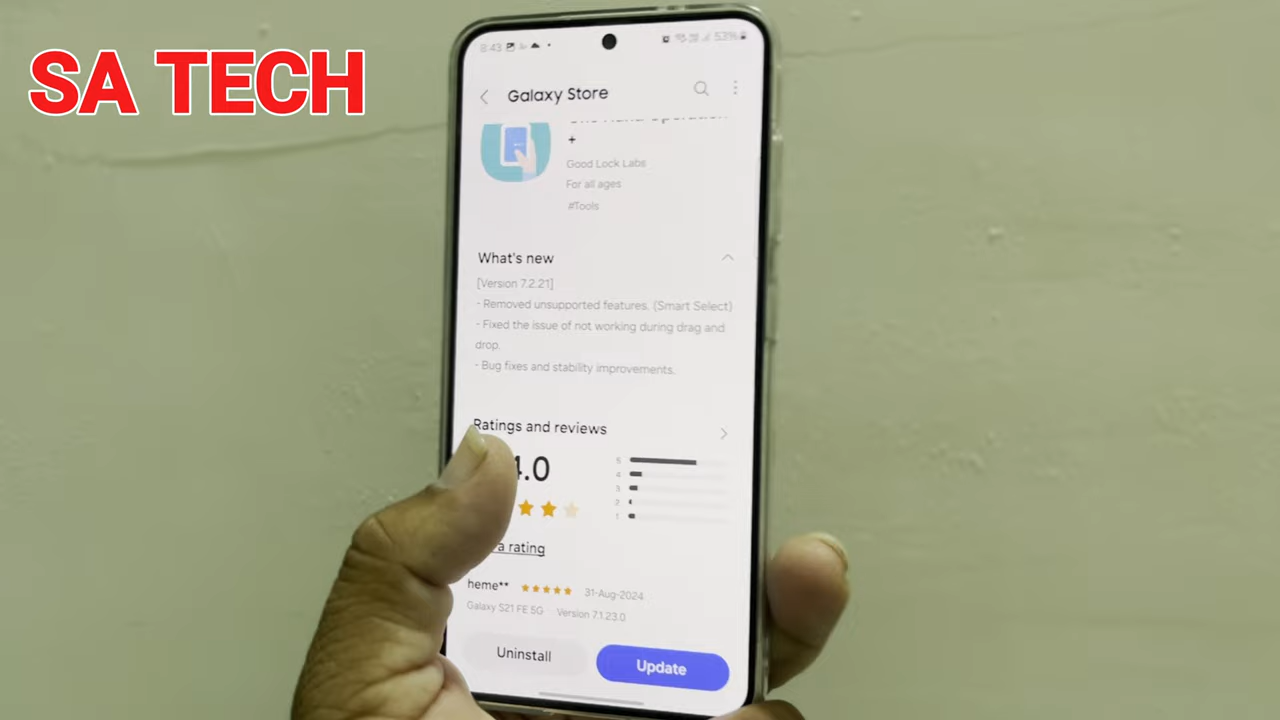 SA TECH
8:43
53%
Galaxy Store
+
Good Lock Labs
For all ages
#Tools
What's new
[Version 7.2.21]
- Removed unsupported features. (Smart Select)
- Fixed the issue of not working during drag and
drop.
- Bug fixes and stability improvements.
Ratings and reviews
4.0
5
4
3
2
1
a rating
heme** 31-Aug-2024
Galaxy S21 FE 5G Version 7.1.23.0
Uninstall
Update